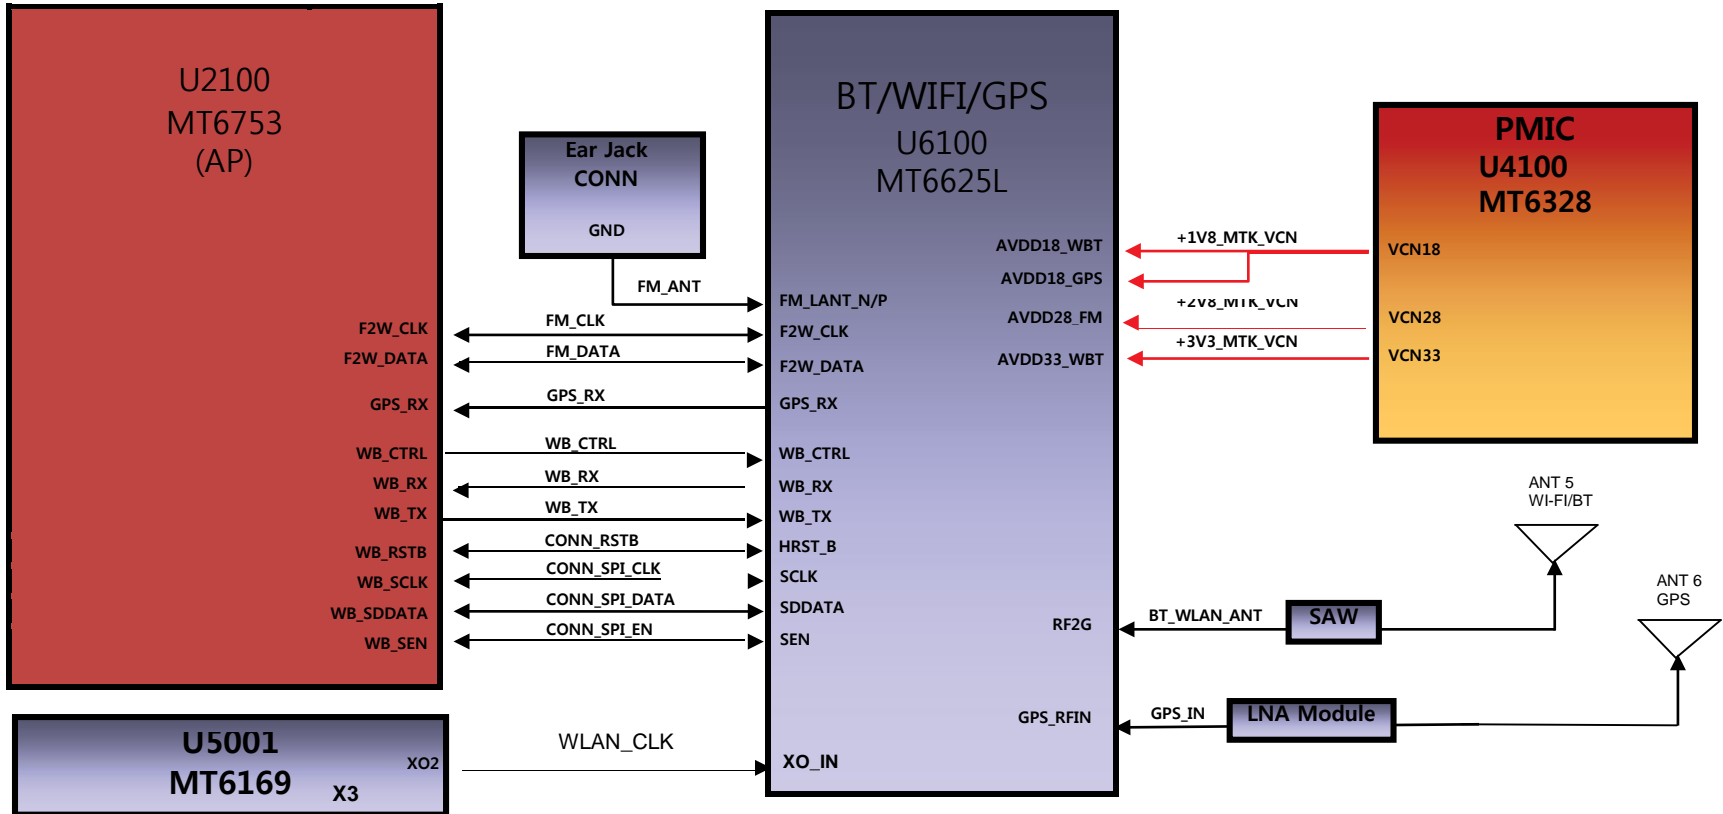 U2100
MT6753
(AP)
F2W_CLK
F2W_DATA
GPS_RX
WB_CTRL
WB_RX
WB_TX
WB_RSTB
WB_SCLK
WB_SDDATA
WB_SEN
U5001
MT6169
X3
XO2
Ear Jack
CONN
GND
FM_ANT
FM_CLK
FM_DATA
GPS_RX
WB_CTRL
WB_RX
WB_TX
CONN_RSTB
CONN_SPI_CLK
CONN_SPI_DATA
CONN_SPI_EN
WLAN_CLK
BT/WIFI/GPS
U6100
MT6625L
FM_LANT_N/P
F2W_CLK
F2W_DATA
GPS_RX
WB_CTRL
WB_RX
WB_TX
HRST_B
SCLK
SDDATA
SEN
XO_IN
AVDD18_WBT
AVDD18_GPS
AVDD28_FM
AVDD33_WBT
RF2G
GPS_RFIN
+1V8_MTK_VCN
+2V8_MTK_VCN
+3V3_MTK_VCN
PMIC
U4100
MT6328
VCN18
VCN28
VCN33
ANT 5
WI-FI/BT
BT_WLAN_ANT
SAW
ANT 6
GPS
GPS_IN
LNA Module